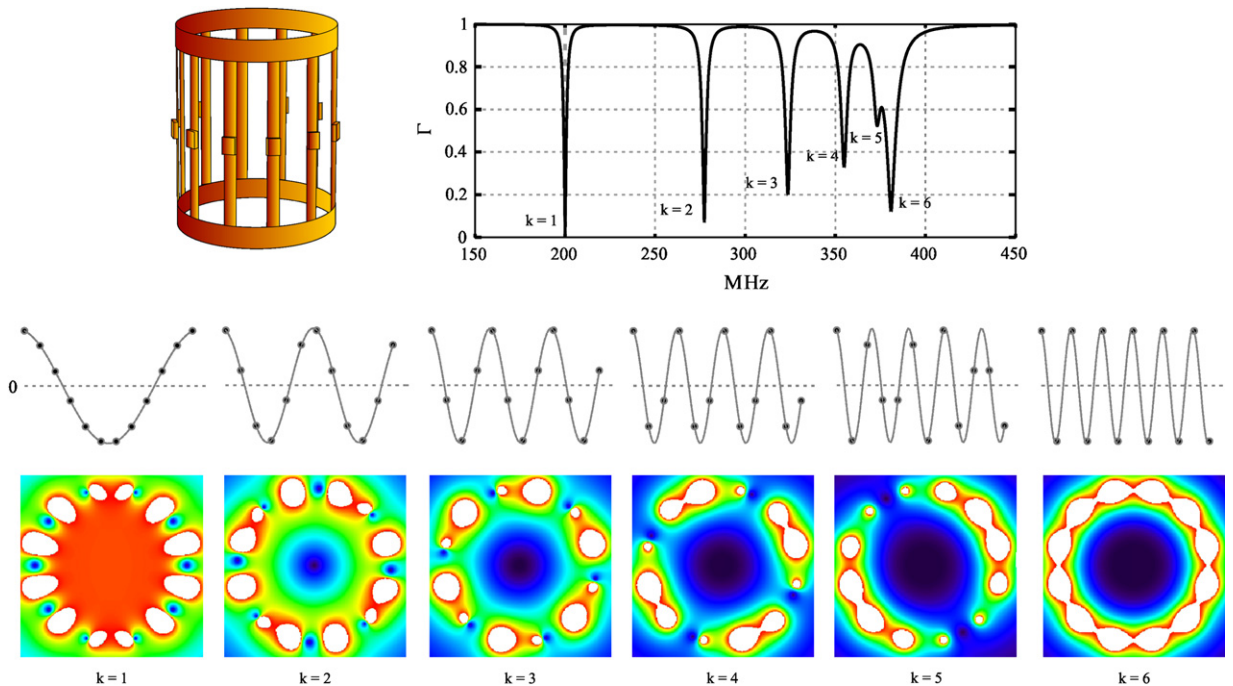 Γ
1
0.8
0.6
0.4
0.2
0
k = 1
k = 2
k = 3
k = 4
k = 5
k = 6
150 200 250 300 350 400 450
MHz
0
k = 1 k = 2 k = 3 k = 4 k = 5 k = 6